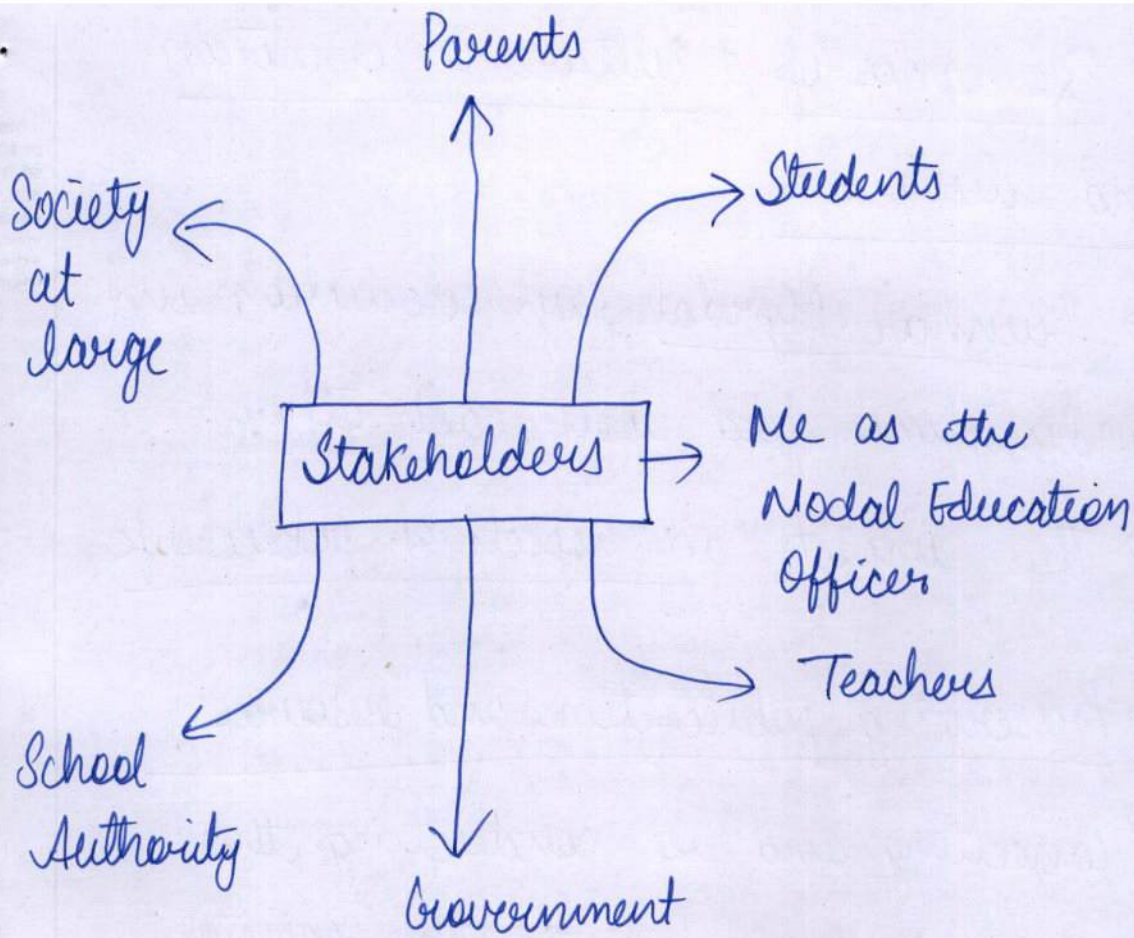 Parents
Students
Society
at
large
Stakeholders
Me as the
Nodal Education
Officer
Teachers
School
Authority
Government